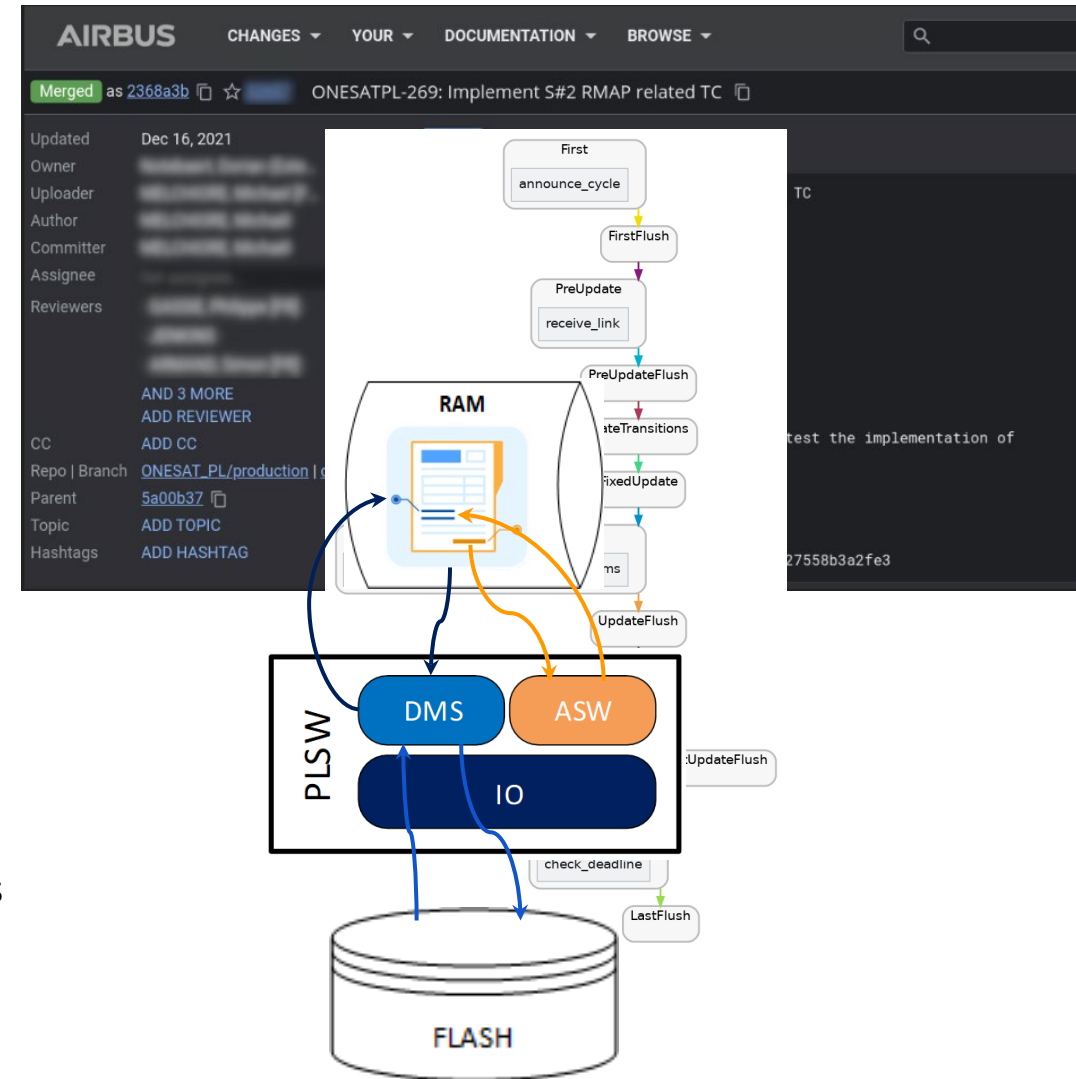 AIRBUS CHANGES YOUR DOCUMENTATION BROWSE
Merged as 2368a3b ONESATPL-269: Implement S#2 RMAP related TC
Updated Dec 16, 2021
Owner
Uploader
Author
Committer
Assignee
Reviewers
AND 3 MORE
ADD REVIEWER
CC ADD CC
Repo | Branch ONESAT_PL/production |
Parent 5a00b37
Topic ADD TOPIC
Hashtags ADD HASHTAG
TC
test the implementation of
27558b3a2fe3
First
announce_cycle
FirstFlush
PreUpdate
receive_link
PreUpdateFlush
ateTransitions
FixedUpdate
ms
UpdateFlush
tUpdateFlush
check_deadline
LastFlush
RAM
PLSW
DMS
ASW
IO
FLASH